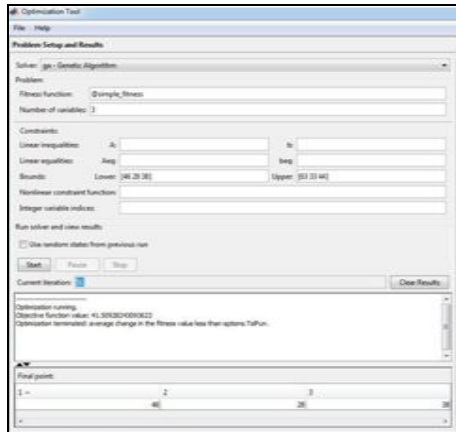 Optimization Tool
File Help
Problem Setup and Results
Solver: ga - Genetic Algorithm
Problem
Fitness function: @simple_fitness
Number of variables: 3
Constraints:
Linear inequalities: A: b:
Linear equalities: Aeq: beq:
Bounds: Lower: [46 28 38] Upper: [63 33 44]
Nonlinear constraint function:
Integer variable indices:
Run solver and view results
Use random states from previous run
Start Pause Stop
Current iteration: Clear Results
Optimization running.
Objective function value:
Optimization terminated: average change in the fitness value less than options.TolFun.
Final point:
1 2 3
46 28 38